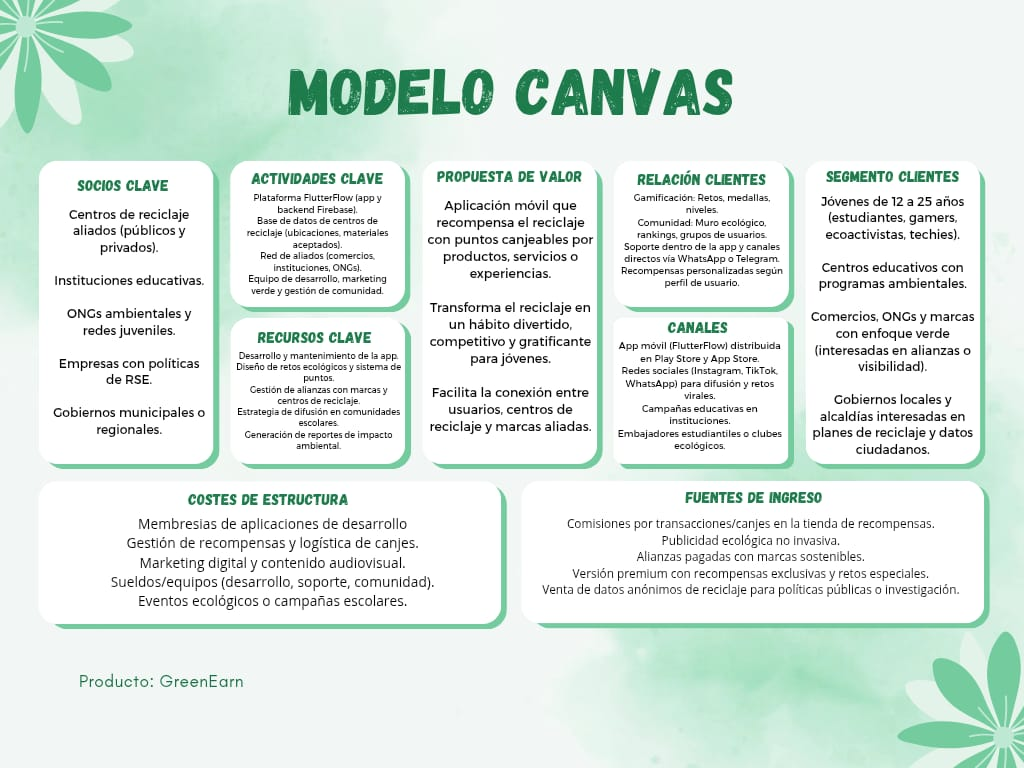 MODELO CANVAS
SOCIOS CLAVE
Centros de reciclaje
aliados (públicos y
privados).
Instituciones educativas.
ONGs ambientales y
redes juveniles.
Empresas con políticas
de RSE.
Gobiernos municipales o
regionales.
ACTIVIDADES CLAVE
Plataforma FlutterFlow (app y
backend Firebase).
Base de datos de centros de
reciclaje (ubicaciones, materiales
aceptados).
Red de aliados (comercios,
instituciones, ONGs).
Equipo de desarrollo, marketing
verde y gestión de comunidad.
RECURSOS CLAVE
Desarrollo y mantenimiento de la app.
Diseño de retos ecológicos y sistema de
puntos.
Gestión de alianzas con marcas y
centros de reciclaje.
Estrategia de difusión en comunidades
escolares.
Generación de reportes de impacto
ambiental.
PROPUESTA DE VALOR
Aplicación móvil que
recompensa el reciclaje
con puntos canjeables por
productos, servicios o
experiencias.
Transforma el reciclaje en
un hábito divertido,
competitivo y gratificante
para jóvenes.
Facilita la conexión entre
usuarios, centros de
reciclaje y marcas aliadas.
RELACIÓN CLIENTES
Gamificación: Retos, medallas,
niveles.
Comunidad: Muro ecológico,
rankings, grupos de usuarios.
Soporte dentro de la app y canales
directos vía WhatsApp o Telegram.
Recompensas personalizadas según
perfil de usuario.
CANALES
App móvil (FlutterFlow) distribuida
en Play Store y App Store.
Redes sociales (Instagram, TikTok,
WhatsApp) para difusión y retos
virales.
Campañas educativas en
instituciones.
Embajadores estudiantiles o clubes
ecológicos.
SEGMENTO CLIENTES
Jóvenes de 12 a 25 años
(estudiantes, gamers,
ecoactivistas, techies).
Centros educativos con
programas ambientales.
Comercios, ONGs y marcas
con enfoque verde
(interesadas en alianzas o
visibilidad).
Gobiernos locales y
alcaldías interesadas en
planes de reciclaje y datos
ciudadanos.
COSTES DE ESTRUCTURA
Membresias de aplicaciones de desarrollo
Gestión de recompensas y logística de canjes.
Marketing digital y contenido audiovisual.
Sueldos/equipos (desarrollo, soporte, comunidad).
Eventos ecológicos o campañas escolares.
FUENTES DE INGRESO
Comisiones por transacciones/canjes en la tienda de recompensas.
Publicidad ecológica no invasiva.
Alianzas pagadas con marcas sostenibles.
Versión premium con recompensas exclusivas y retos especiales.
Venta de datos anónimos de reciclaje para políticas públicas o investigación.
Producto: GreenEarn